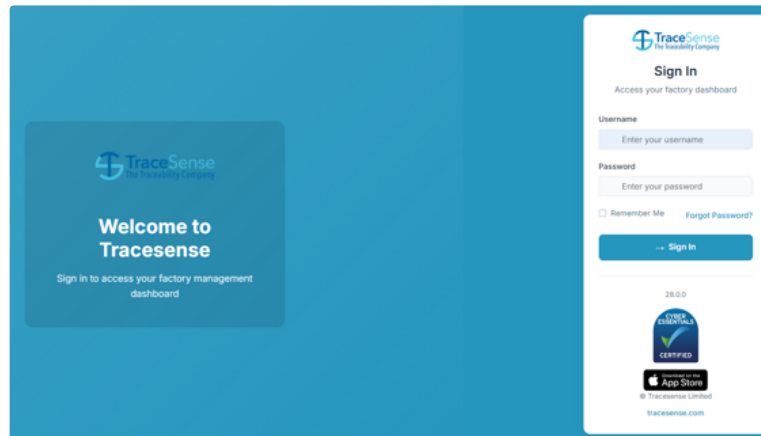 TraceSense
The Traceability Company
Welcome to
Tracesense
Sign in to access your factory management
dashboard
TraceSense
The Traceability Company
Sign In
Access your factory dashboard
Username
Enter your username
Password
Enter your password
Remember Me
Forgot Password?
→ Sign In
28.0.0
CYBER
ESSENTIALS
CERTIFIED
Download on the
App Store
© Tracesense Limited
tracesense.com